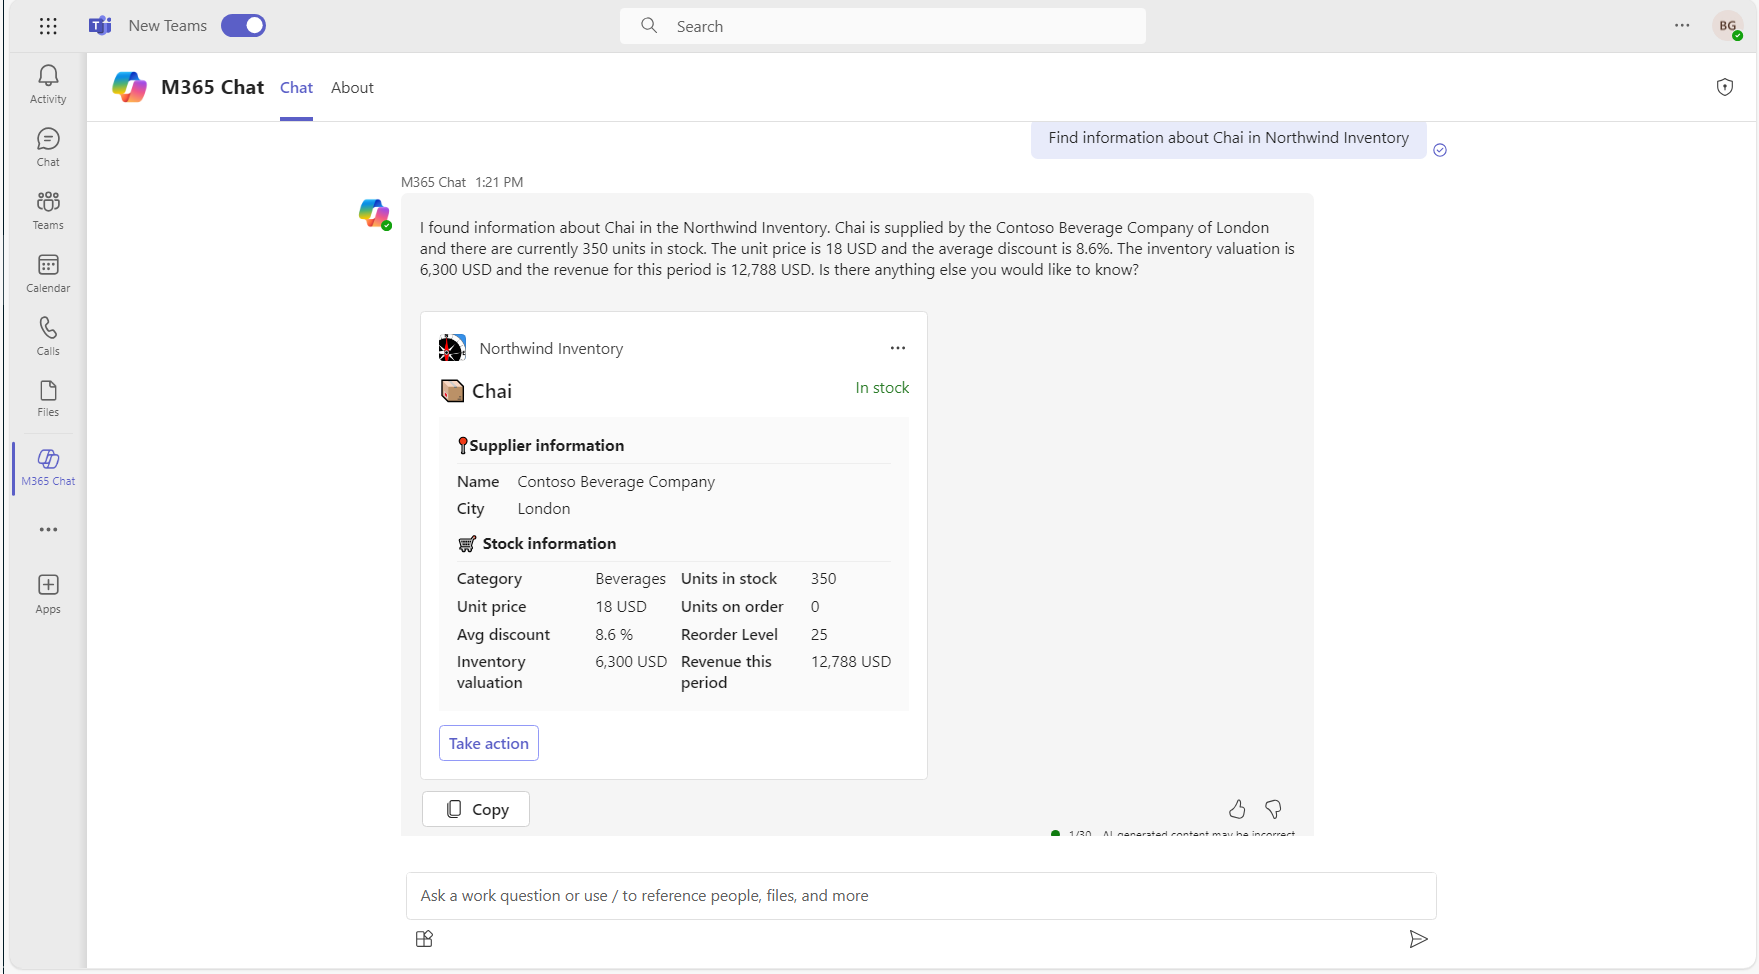 New Teams
Search
BG
Activity
Chat
Teams
Calendar
Calls
Files
M365 Chat
Apps
M365 Chat Chat About
Find information about Chai in Northwind Inventory
M365 Chat 1:21 PM
I found information about Chai in the Northwind Inventory. Chai is supplied by the Contoso Beverage Company of London
and there are currently 350 units in stock. The unit price is 18 USD and the average discount is 8.6%. The inventory valuation is
6,300 USD and the revenue for this period is 12,788 USD. Is there anything else you would like to know?
Northwind Inventory
Chai
In stock
Supplier information
Name Contoso Beverage Company
City London
Stock information
Category Beverages Units in stock 350
Unit price 18 USD Units on order 0
Avg discount 8.6 % Reorder Level 25
Inventory 6,300 USD Revenue this 12,788 USD
valuation period
Take action
Copy
1/30 AI generated content may be incorrect
Ask a work question or use / to reference people, files, and more